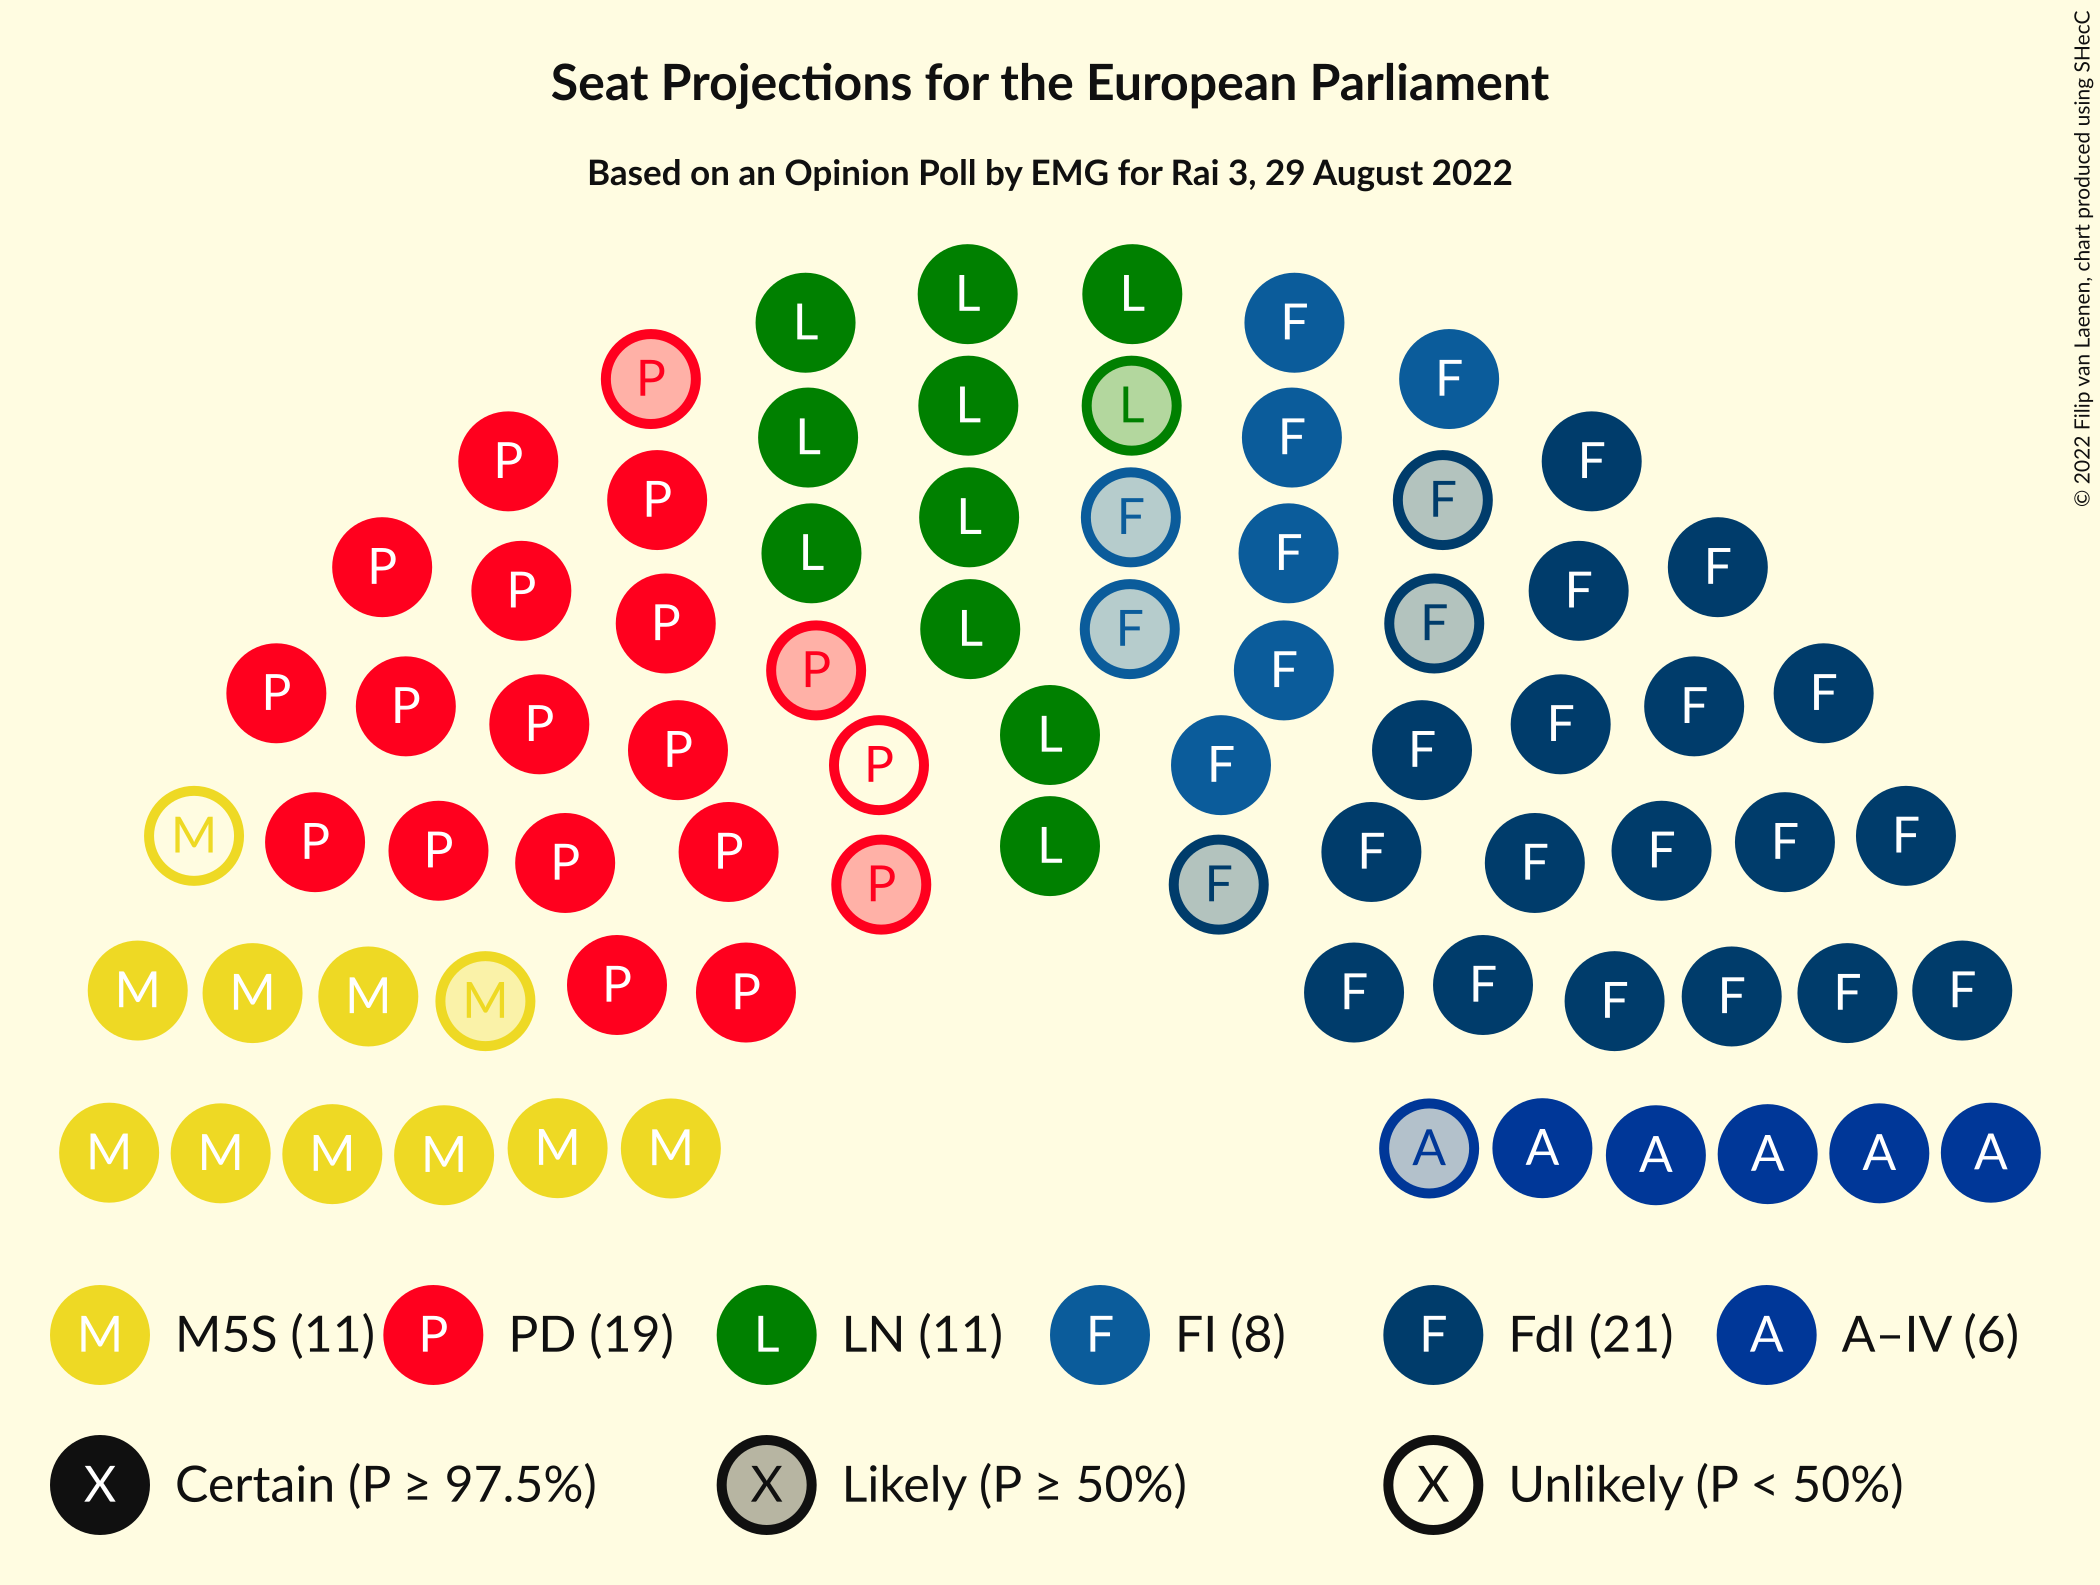 Seat Projections for the European Parliament
Based on an Opinion Poll by EMG for Rai 3, 29 August 2022
© 2022 Filip van Laenen, chart produced using SHecC
L L
L F
P F
L L
P L F
P P F F
L F
P L F F
P P F F
P F F
P L F
P P F F
P F
P P F F
L
P F
M P F F
P P L F F
P P F F
P F
M M P F F F
M M P F F F
M M M M M M A A A A A A
M M5S (11) P PD (19) L LN (11) F FI (8) F FdI (21) A A–IV (6)
X Certain (P ≥ 97.5%) X Likely (P ≥ 50%) X Unlikely (P < 50%)